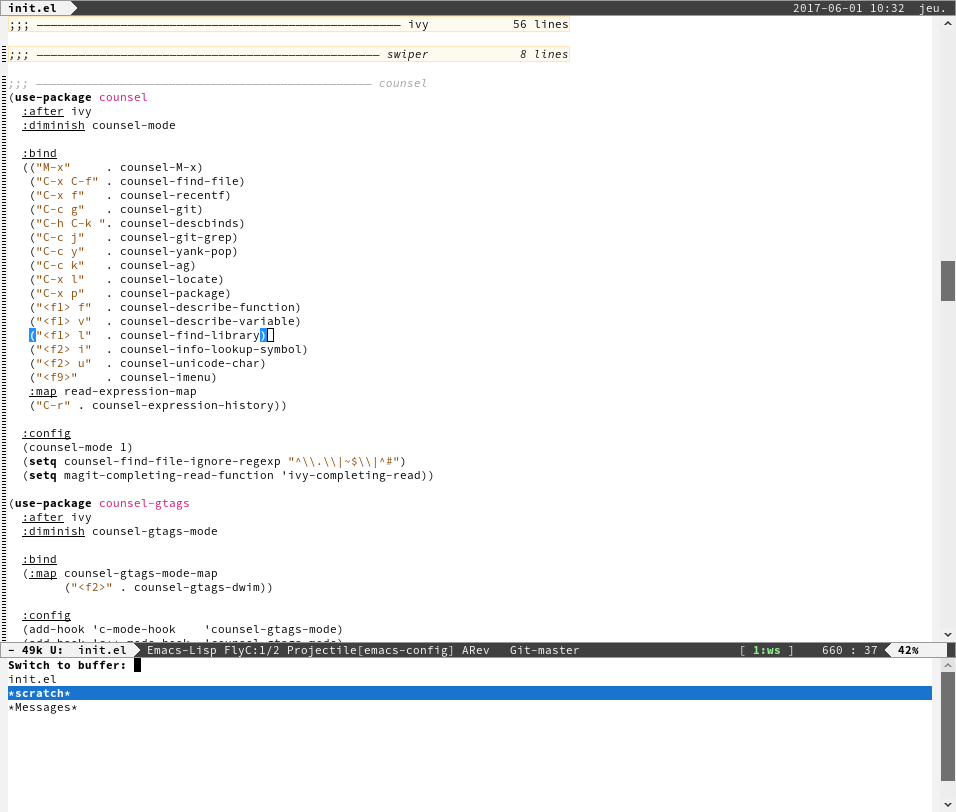 init.el 2017-06-01 10:32 jeu.
;;; ———————————————————————————————————————————————————— ivy 56 lines
;;; ————————————————————————————————————————————————— swiper 8 lines
;;; ———————————————————————————————————————————————— counsel
(use-package counsel
  :after ivy
  :diminish counsel-mode
  :bind
  (("M-x"     . counsel-M-x)
   ("C-x C-f" . counsel-find-file)
   ("C-x f"   . counsel-recentf)
   ("C-c g"   . counsel-git)
   ("C-h C-k ". counsel-descbinds)
   ("C-c j"   . counsel-git-grep)
   ("C-c y"   . counsel-yank-pop)
   ("C-c k"   . counsel-ag)
   ("C-x l"   . counsel-locate)
   ("C-x p"   . counsel-package)
   ("<f1> f"  . counsel-describe-function)
   ("<f1> v"  . counsel-describe-variable)
   ("<f1> l"  . counsel-find-library)
   ("<f2> i"  . counsel-info-lookup-symbol)
   ("<f2> u"  . counsel-unicode-char)
   ("<f9>"    . counsel-imenu)
   :map read-expression-map
   ("C-r" . counsel-expression-history))
  :config
  (counsel-mode 1)
  (setq counsel-find-file-ignore-regexp "^\\.\\|~$\\|^#")
  (setq magit-completing-read-function 'ivy-completing-read))
(use-package counsel-gtags
  :after ivy
  :diminish counsel-gtags-mode
  :bind
  (:map counsel-gtags-mode-map
        ("<f2>" . counsel-gtags-dwim))
  :config
  (add-hook 'c-mode-hook    'counsel-gtags-mode)
  (add-hook 'c++-mode-hook  'counsel-gtags-mode)
- 49k U: init.el Emacs-Lisp FlyC:1/2 Projectile[emacs-config] ARev Git-master [ 1:ws ] 660 : 37 42%
Switch to buffer:
init.el
*scratch*
*Messages*